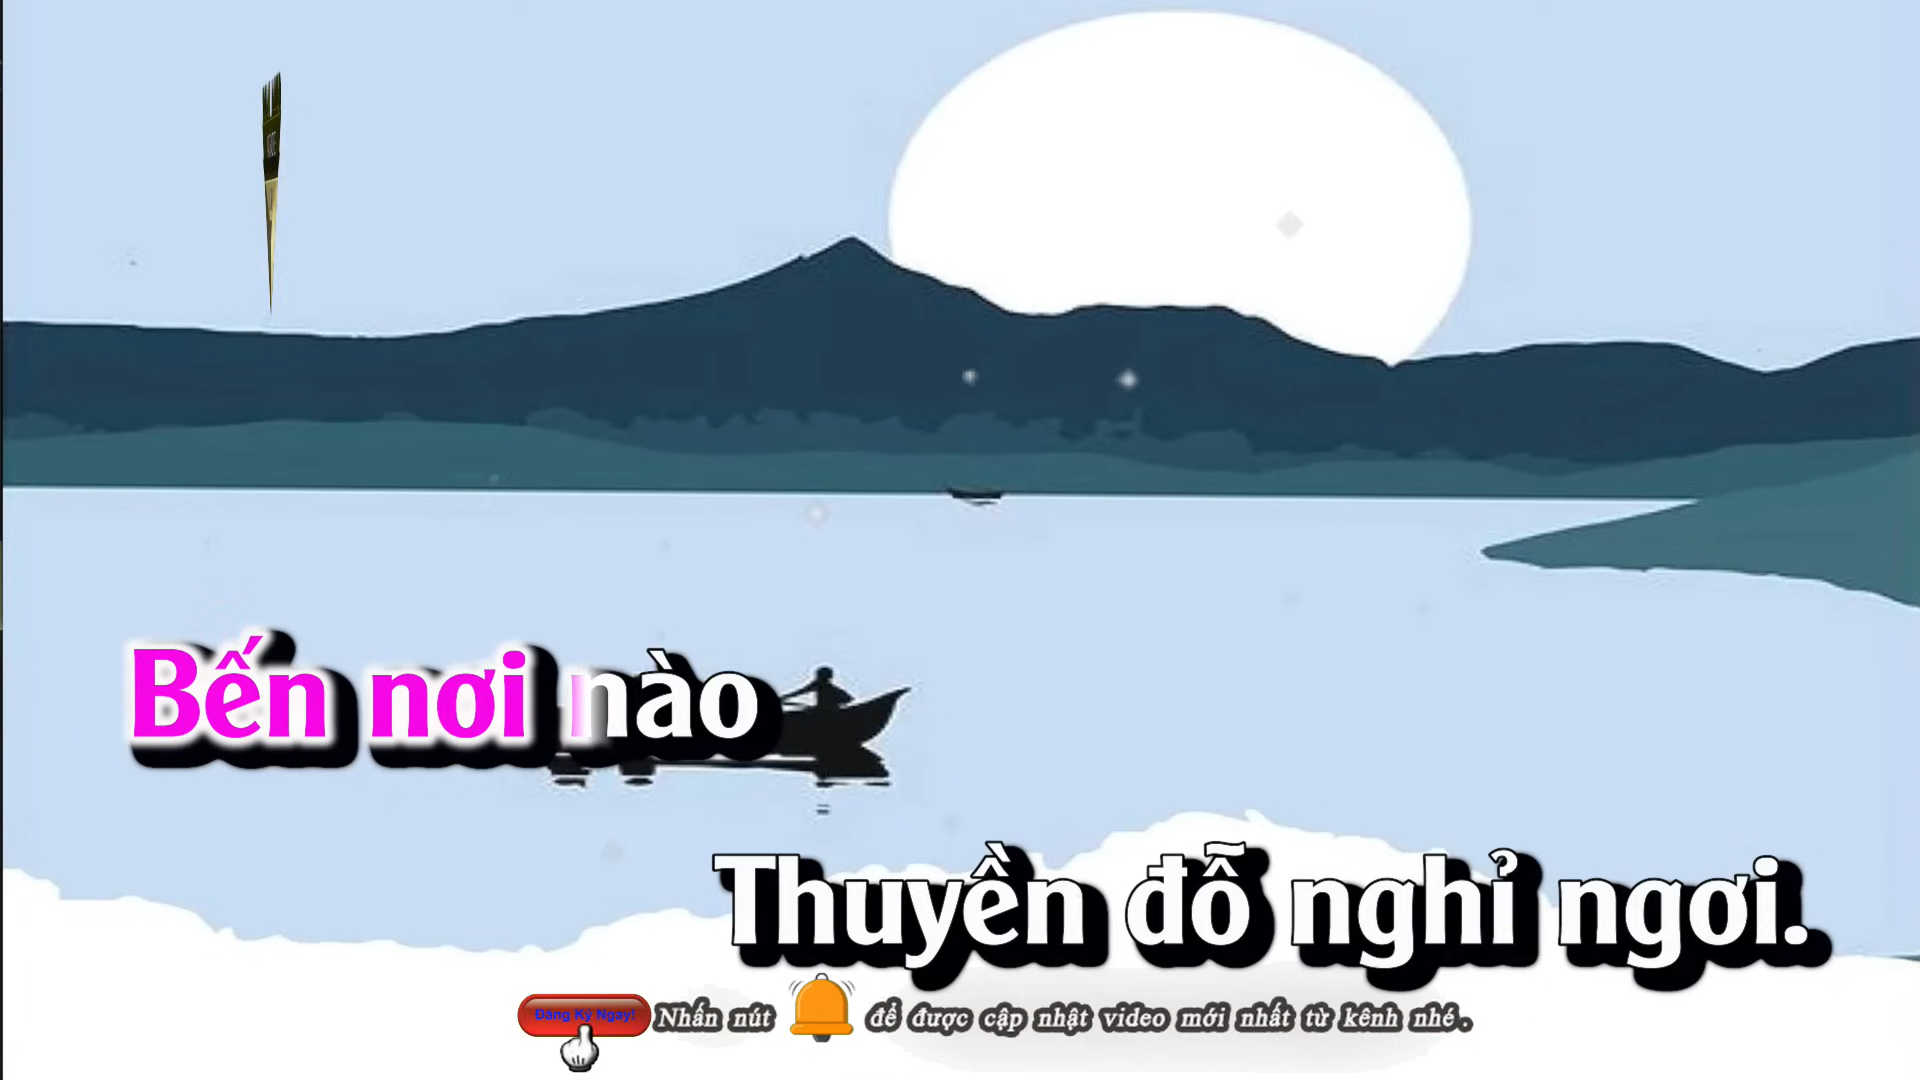 Bến nơi nào
Thuyền đỗ nghỉ ngơi.
Đăng Ký Ngay! Nhấn nút để được cập nhật video mới nhất từ kênh nhé.